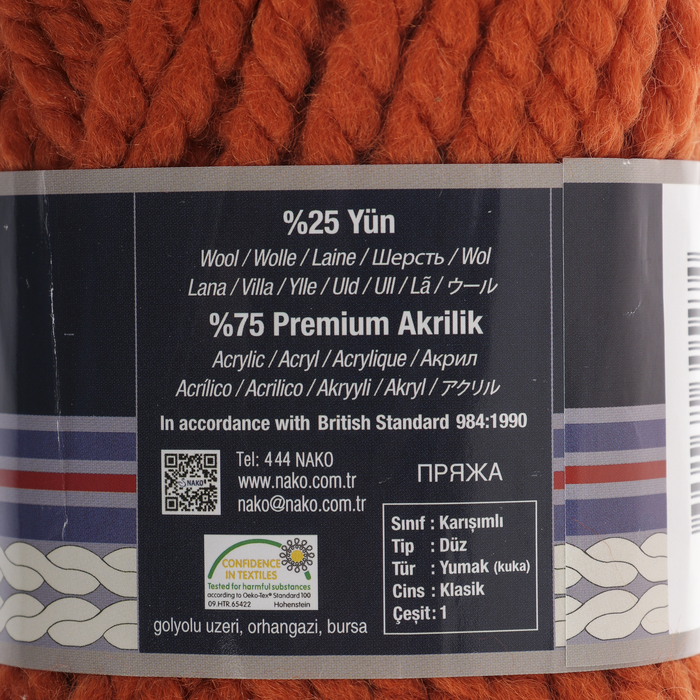 %25 Yün
Wool / Wolle / Laine / Шерсть / Wol
Lana / Villa / Ylle / Uld / Ull / Lã / ウール
%75 Premium Akrilik
Acrylic / Acryl / Acrylique / Акрил
Acrílico / Acrilico / Akryyli / Akryl / アクリル
In accordance with British Standard 984:1990
Tel: 4 44 NAKO
www.nako.com.tr
nako@nako.com.tr
NAKO
ПРЯЖА
Sınıf : Karışımlı
Tip : Düz
Tür : Yumak (kuka)
Cins : Klasik
Çeşit : 1
CONFIDENCE
IN TEXTILES
Tested for harmful substances
according to Oeko-Tex® Standard 100
09.HTR.65422 Hohenstein
golyolu uzeri, orhangazi, bursa